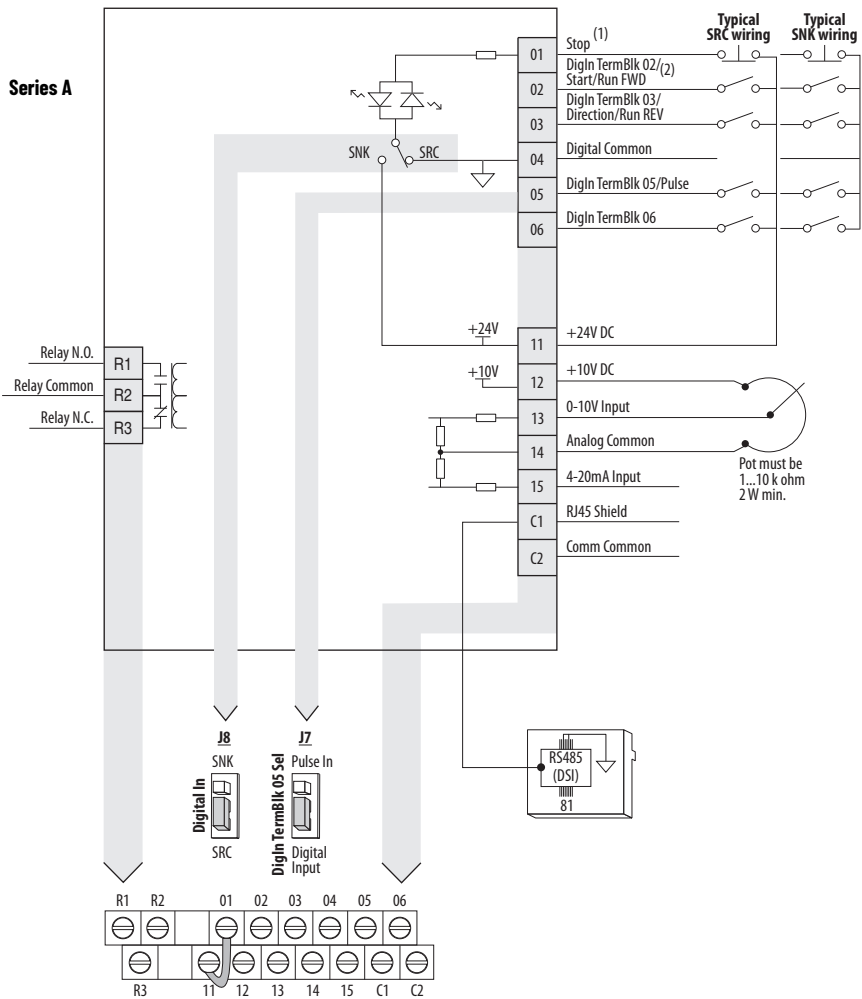 Series A
Typical
SRC wiring
Typical
SNK wiring
01
Stop (1)
02
DigIn TermBlk 02/
Start/Run FWD (2)
03
DigIn TermBlk 03/
Direction/Run REV
SNK
SRC
04
Digital Common
05
DigIn TermBlk 05/Pulse
06
DigIn TermBlk 06
+24V
11
+24V DC
+10V
12
+10V DC
13
0-10V Input
14
Analog Common
15
4-20mA Input
C1
RJ45 Shield
C2
Comm Common
Pot must be
1...10 k ohm
2 W min.
Relay N.O.
R1
Relay Common
R2
Relay N.C.
R3
J8
SNK
Digital In
SRC
J7
Pulse In
DigIn TermBlk 05 Sel
Digital
Input
RS485
(DSI)
81
R1 R2 01 02 03 04 05 06
R3 11 12 13 14 15 C1 C2